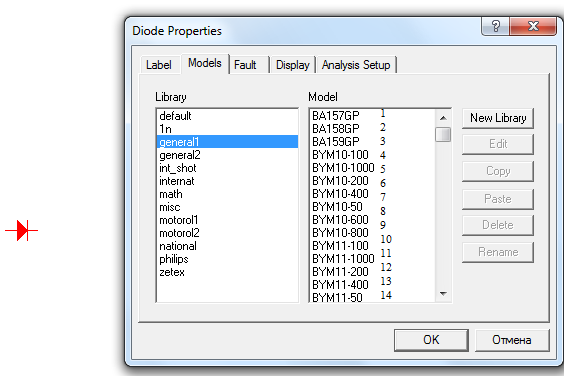 Diode Properties
Label Models Fault Display Analysis Setup
Library Model
default
1n
general1
general2
int_shot
internat
math
misc
motorol1
motorol2
national
philips
zetex
BA157GP 1
BA158GP 2
BA159GP 3
BYM10-100 4
BYM10-1000 5
BYM10-200 6
BYM10-400 7
BYM10-50 8
BYM10-600 9
BYM10-800 10
BYM11-100 11
BYM11-1000 12
BYM11-200 13
BYM11-400 14
BYM11-50
New Library
Edit
Copy
Paste
Delete
Rename
OK Отмена